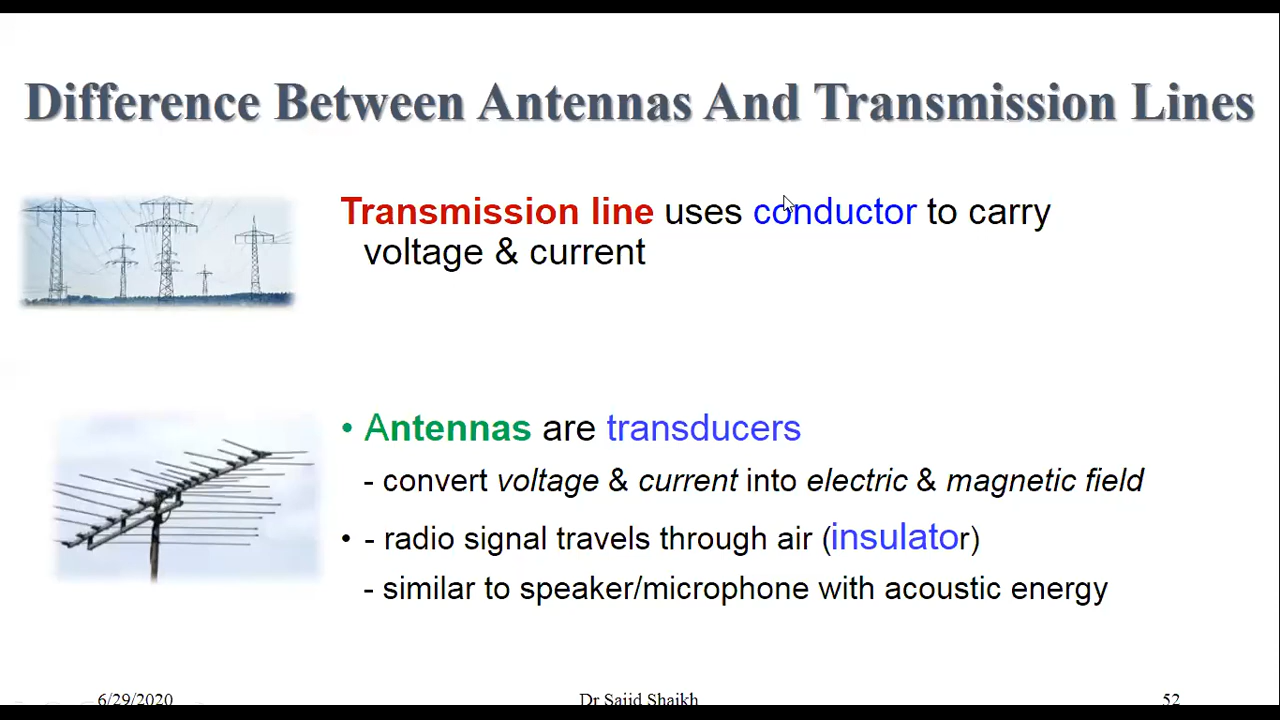 Difference Between Antennas And Transmission Lines
Transmission line uses conductor to carry
voltage & current
• Antennas are transducers
- convert voltage & current into electric & magnetic field
• - radio signal travels through air (insulator)
- similar to speaker/microphone with acoustic energy
6/29/2020 Dr Sajid Shaikh 52